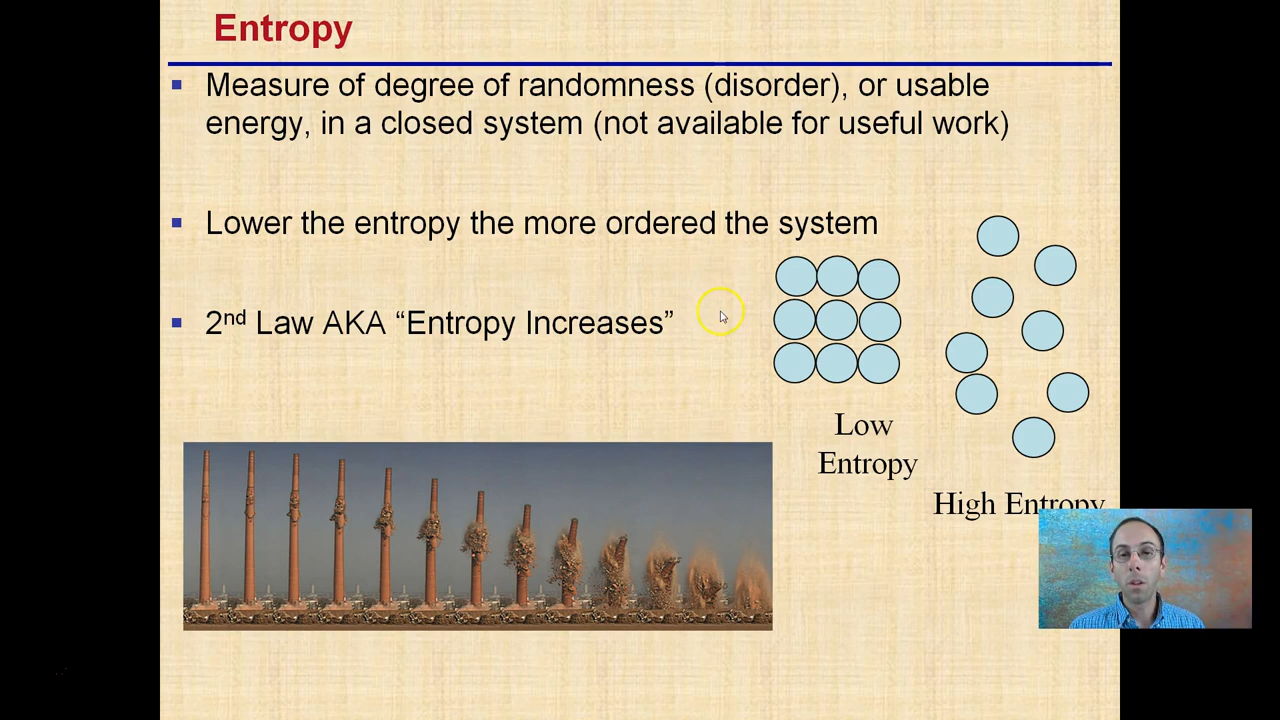 Entropy
Measure of degree of randomness (disorder), or usable
energy, in a closed system (not available for useful work)
Lower the entropy the more ordered the system
2nd Law AKA “Entropy Increases”
Low
Entropy
High Entropy